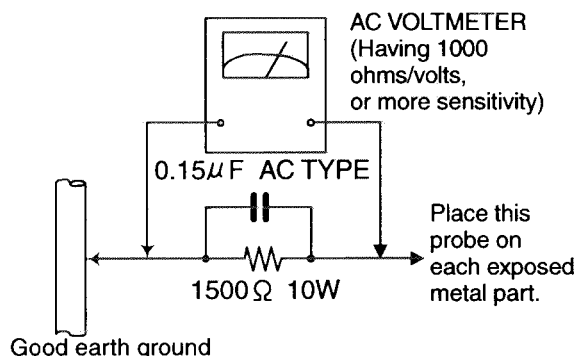 AC VOLTMETER
(Having 1000
ohms/volts,
or more sensitivity)
0.15μF AC TYPE
Place this
probe on
each exposed
metal part.
1500Ω 10W
Good earth ground